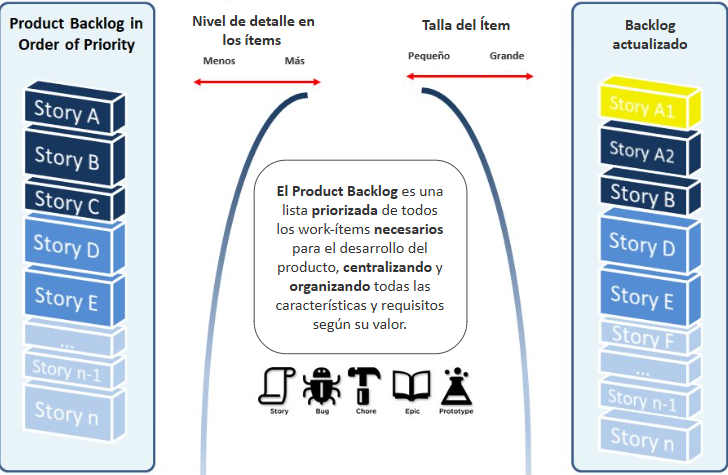 Product Backlog in
Order of Priority
Story A
Story B
Story C
Story D
Story E
...
Story n-1
Story n
Nivel de detalle en
los ítems
Menos Más
Talla del Ítem
Pequeño Grande
El Product Backlog es una
lista priorizada de todos
los work-ítems necesarios
para el desarrollo del
producto, centralizando y
organizando todas las
características y requisitos
según su valor.
Story Bug Chore Epic Prototype
Backlog
actualizado
Story A1
Story A2
Story B
Story D
Story E
Story F
...
Story n-1
Story n